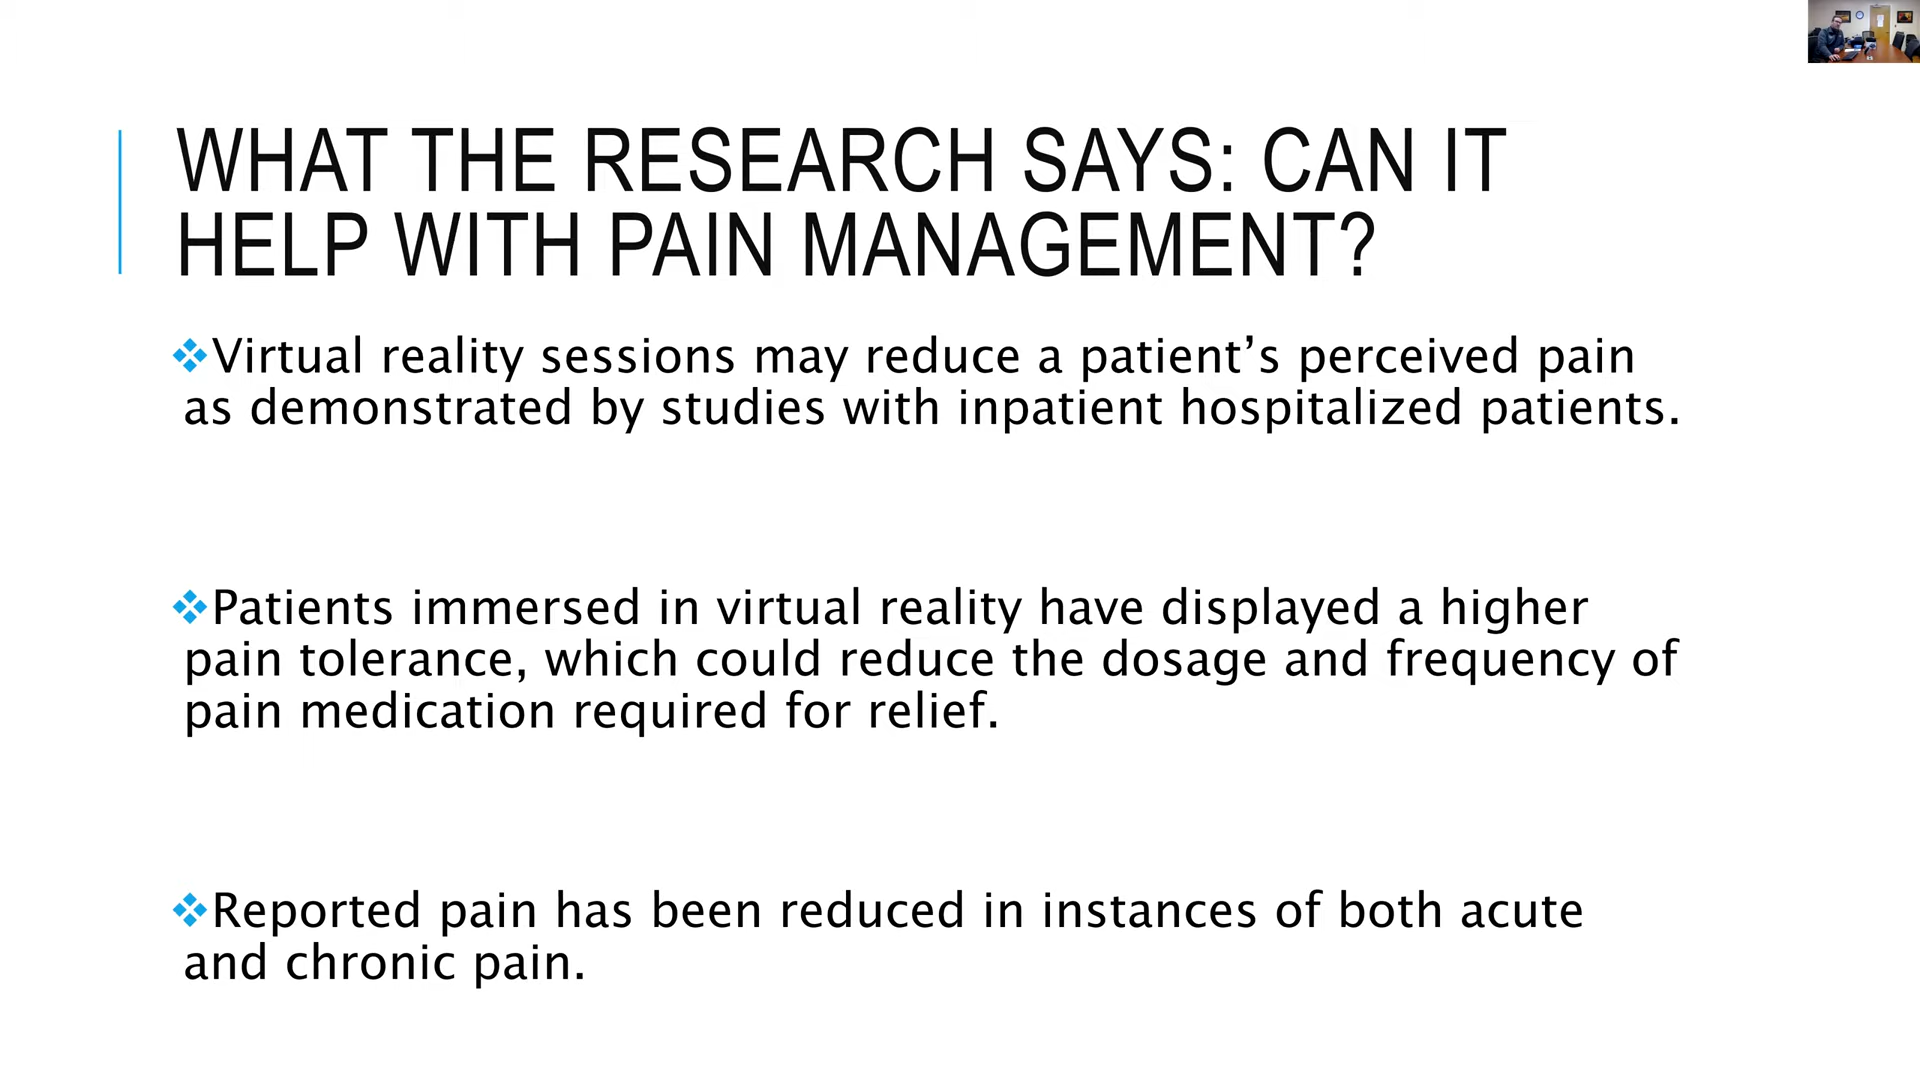 WHAT THE RESEARCH SAYS: CAN IT
HELP WITH PAIN MANAGEMENT?
❖Virtual reality sessions may reduce a patient’s perceived pain
as demonstrated by studies with inpatient hospitalized patients.
❖Patients immersed in virtual reality have displayed a higher
pain tolerance, which could reduce the dosage and frequency of
pain medication required for relief.
❖Reported pain has been reduced in instances of both acute
and chronic pain.